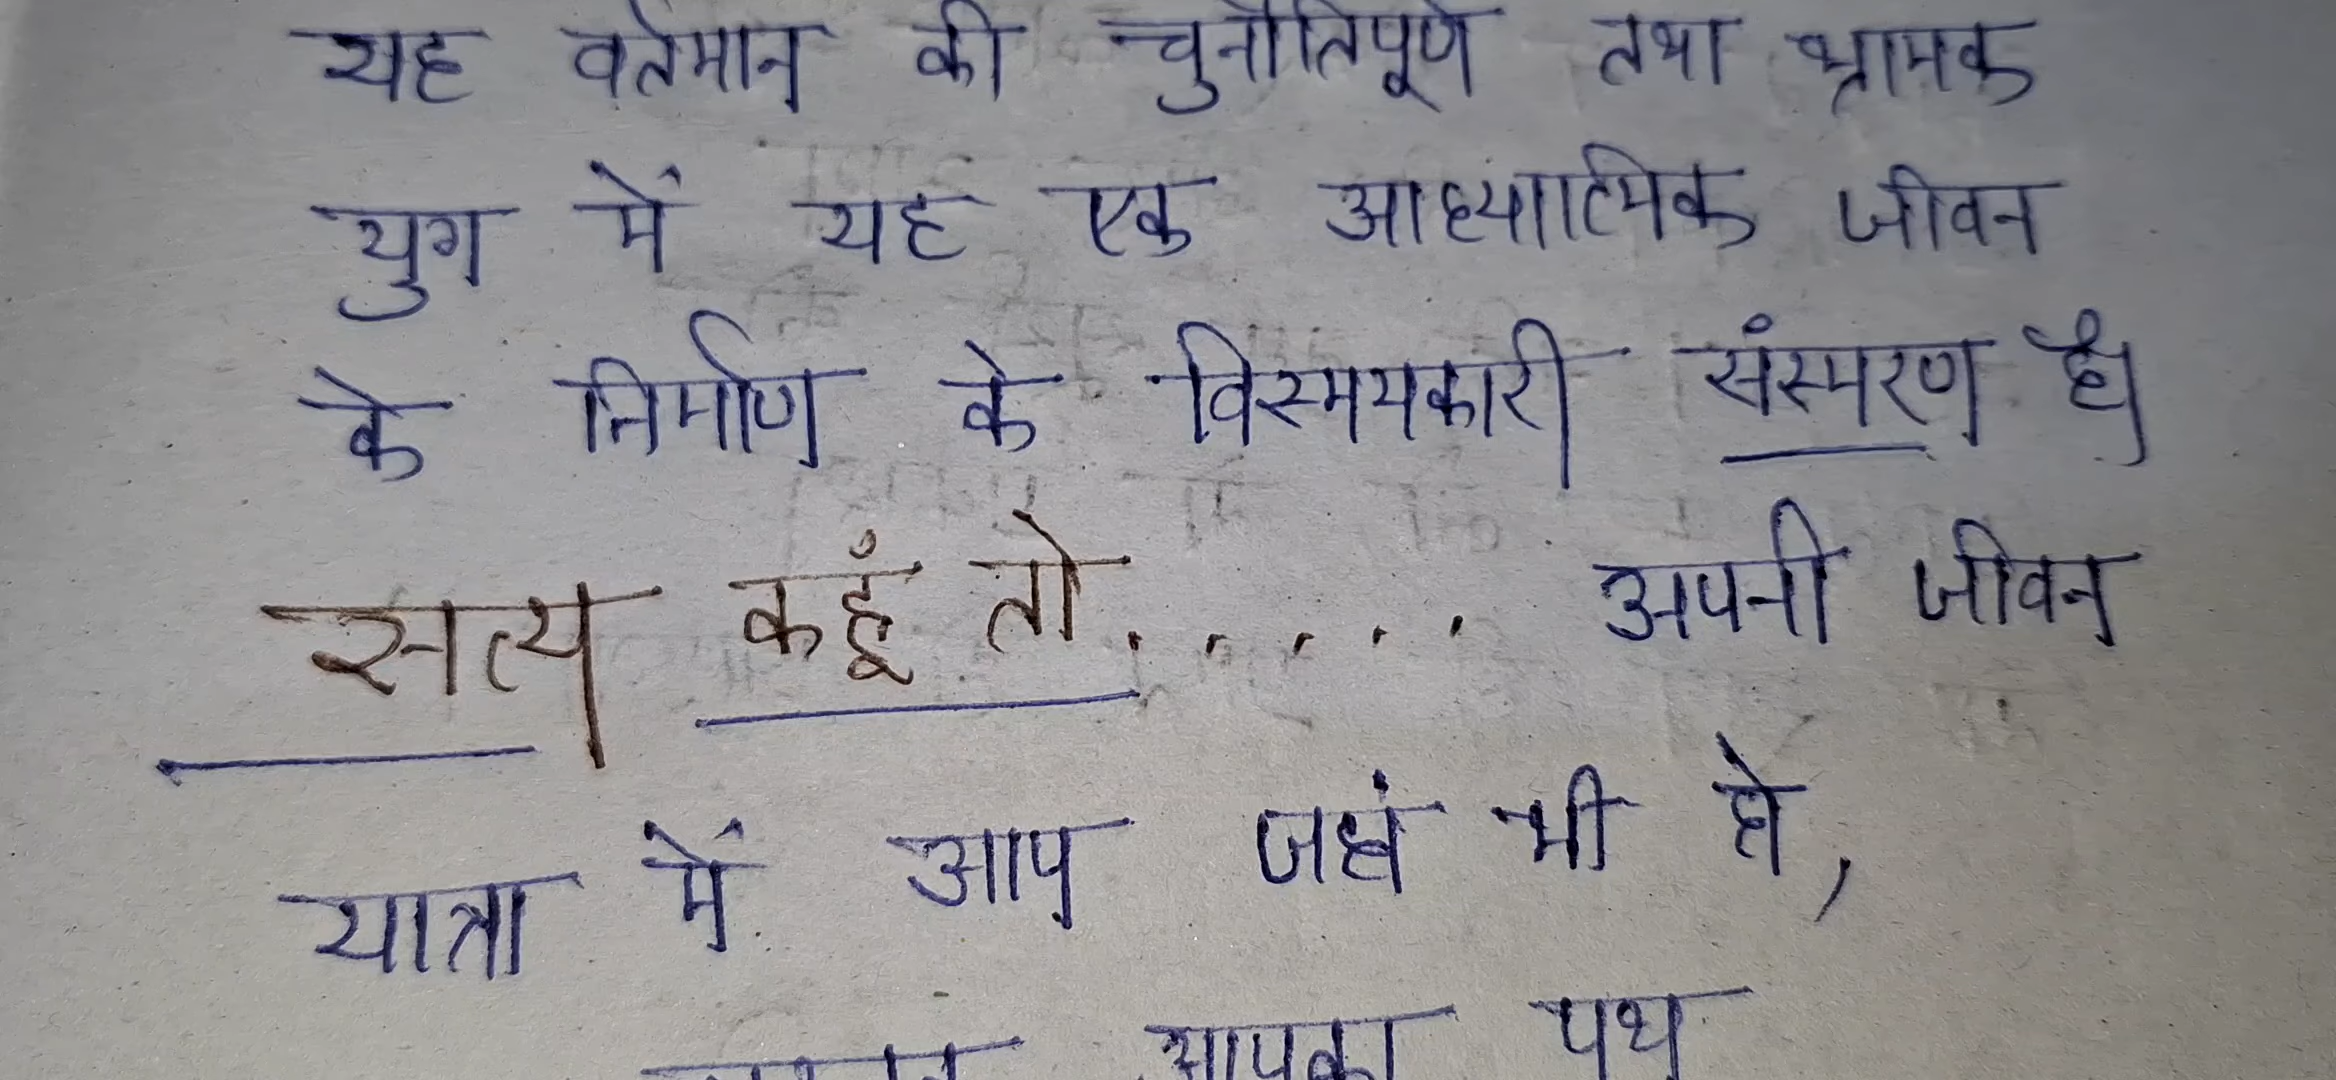 यह वर्तमान की चुनौतिपूर्ण तथा भ्रामक
युग में यह एक आध्यात्मिक जीवन
के निर्माण के विस्मयकारी संस्मरण है।
सत्य कहूं तो...... अपनी जीवन
यात्रा में आप जहां भी हो,
आपका पथ